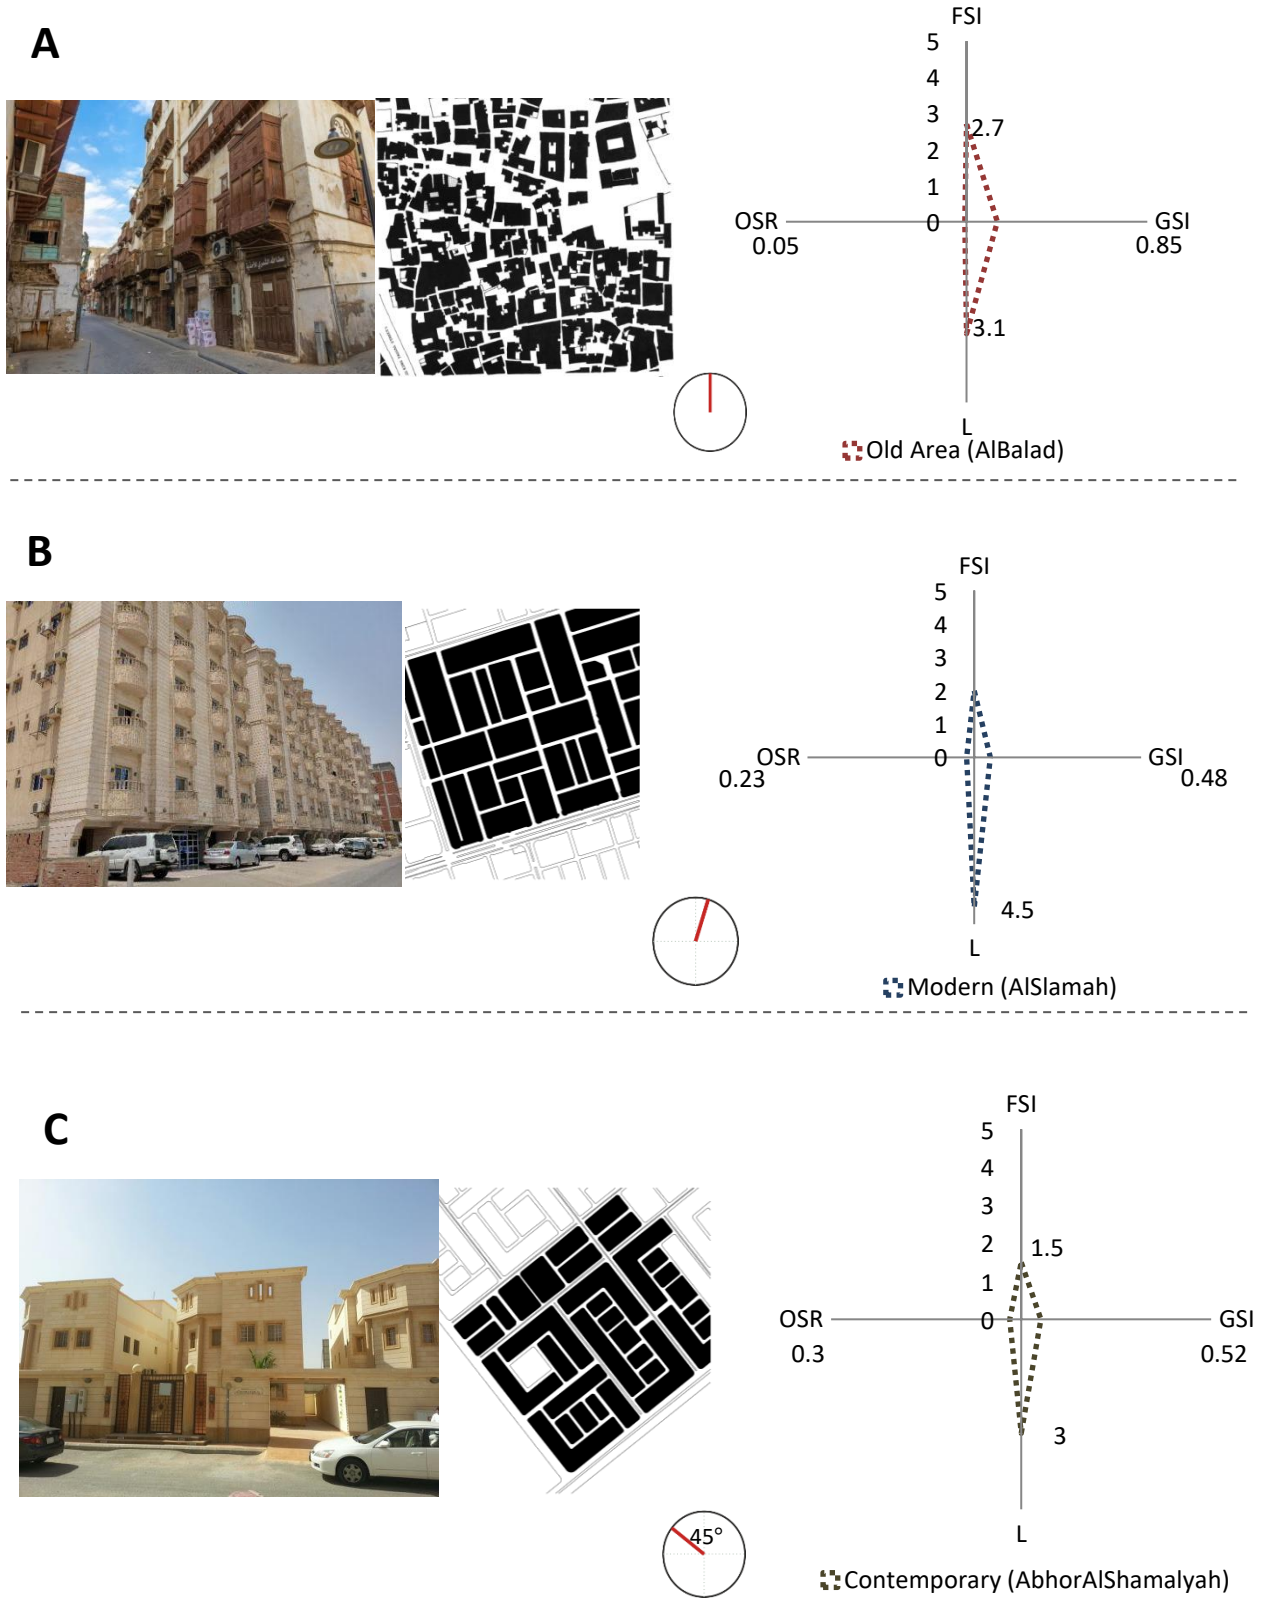 A
FSI
5
4
3
2.7
2
1
OSR
0
GSI
0.05
0.85
3.1
L
Old Area (AlBalad)
B
FSI
5
4
3
2
1
OSR
0
GSI
0.23
0.48
4.5
L
Modern (AlSlamah)
C
FSI
5
4
3
2
1.5
1
OSR
0
GSI
0.3
0.52
3
45°
L
Contemporary (AbhorAlShamalyah)